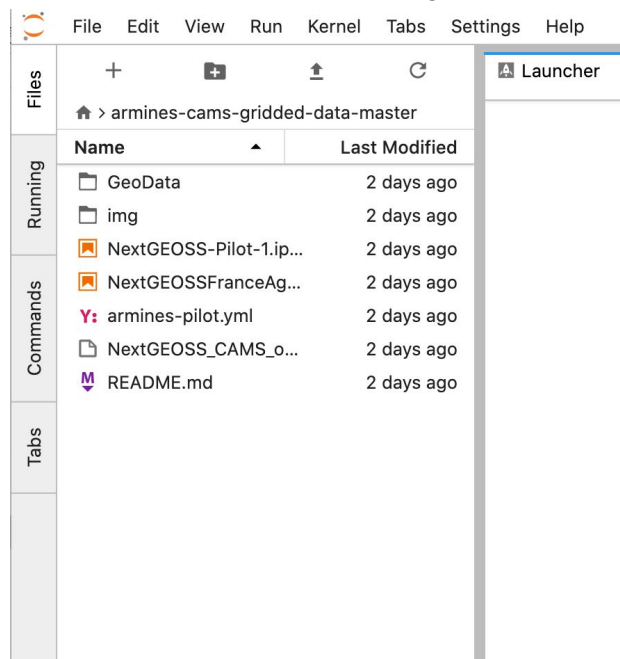 File Edit View Run Kernel Tabs Settings Help
Files
Running
Commands
Tabs
armines-cams-gridded-data-master
Name Last Modified
GeoData 2 days ago
img 2 days ago
NextGEOSS-Pilot-1.ip... 2 days ago
NextGEOSSFranceAg... 2 days ago
Y: armines-pilot.yml 2 days ago
NextGEOSS_CAMS_o... 2 days ago
M README.md 2 days ago
Launcher